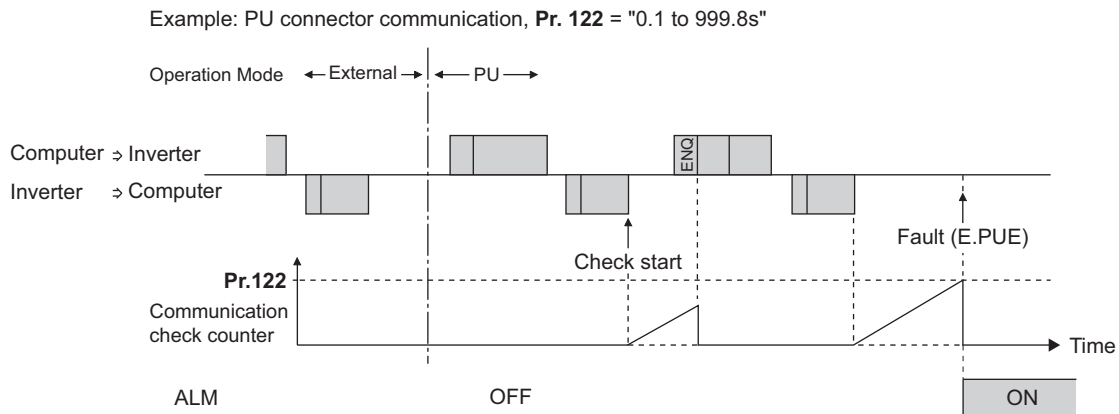 Example: PU connector communication, Pr. 122 = "0.1 to 999.8s"
Operation Mode External PU
Computer ⇒ Inverter
ENQ
Inverter ⇒ Computer
Fault (E.PUE)
Check start
Pr.122
Communication
check counter
Time
ALM OFF ON